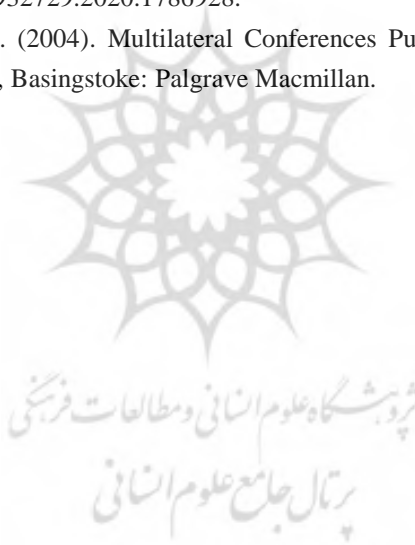 932729.2020.1786928.
. (2004). Multilateral Conferences Pu
, Basingstoke: Palgrave Macmillan.
پژوهشگاه علوم انسانی و مطالعات فرهنگی
پرتال جامع علوم انسانی